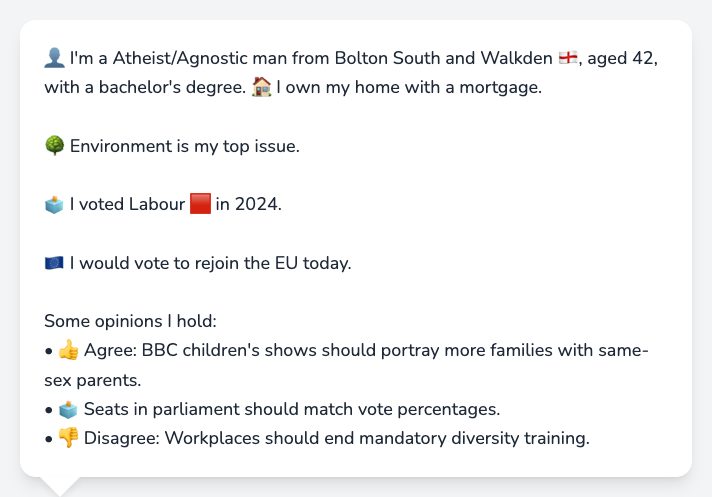 👤 I'm a Atheist/Agnostic man from Bolton South and Walkden 🏴󠁧󠁢󠁥󠁮󠁧󠁿, aged 42,
with a bachelor's degree. 🏠 I own my home with a mortgage.
🌳 Environment is my top issue.
🗳️ I voted Labour 🟥 in 2024.
🇪🇺 I would vote to rejoin the EU today.
Some opinions I hold:
• 👍 Agree: BBC children's shows should portray more families with same-
sex parents.
• 🗳️ Seats in parliament should match vote percentages.
• 👎 Disagree: Workplaces should end mandatory diversity training.